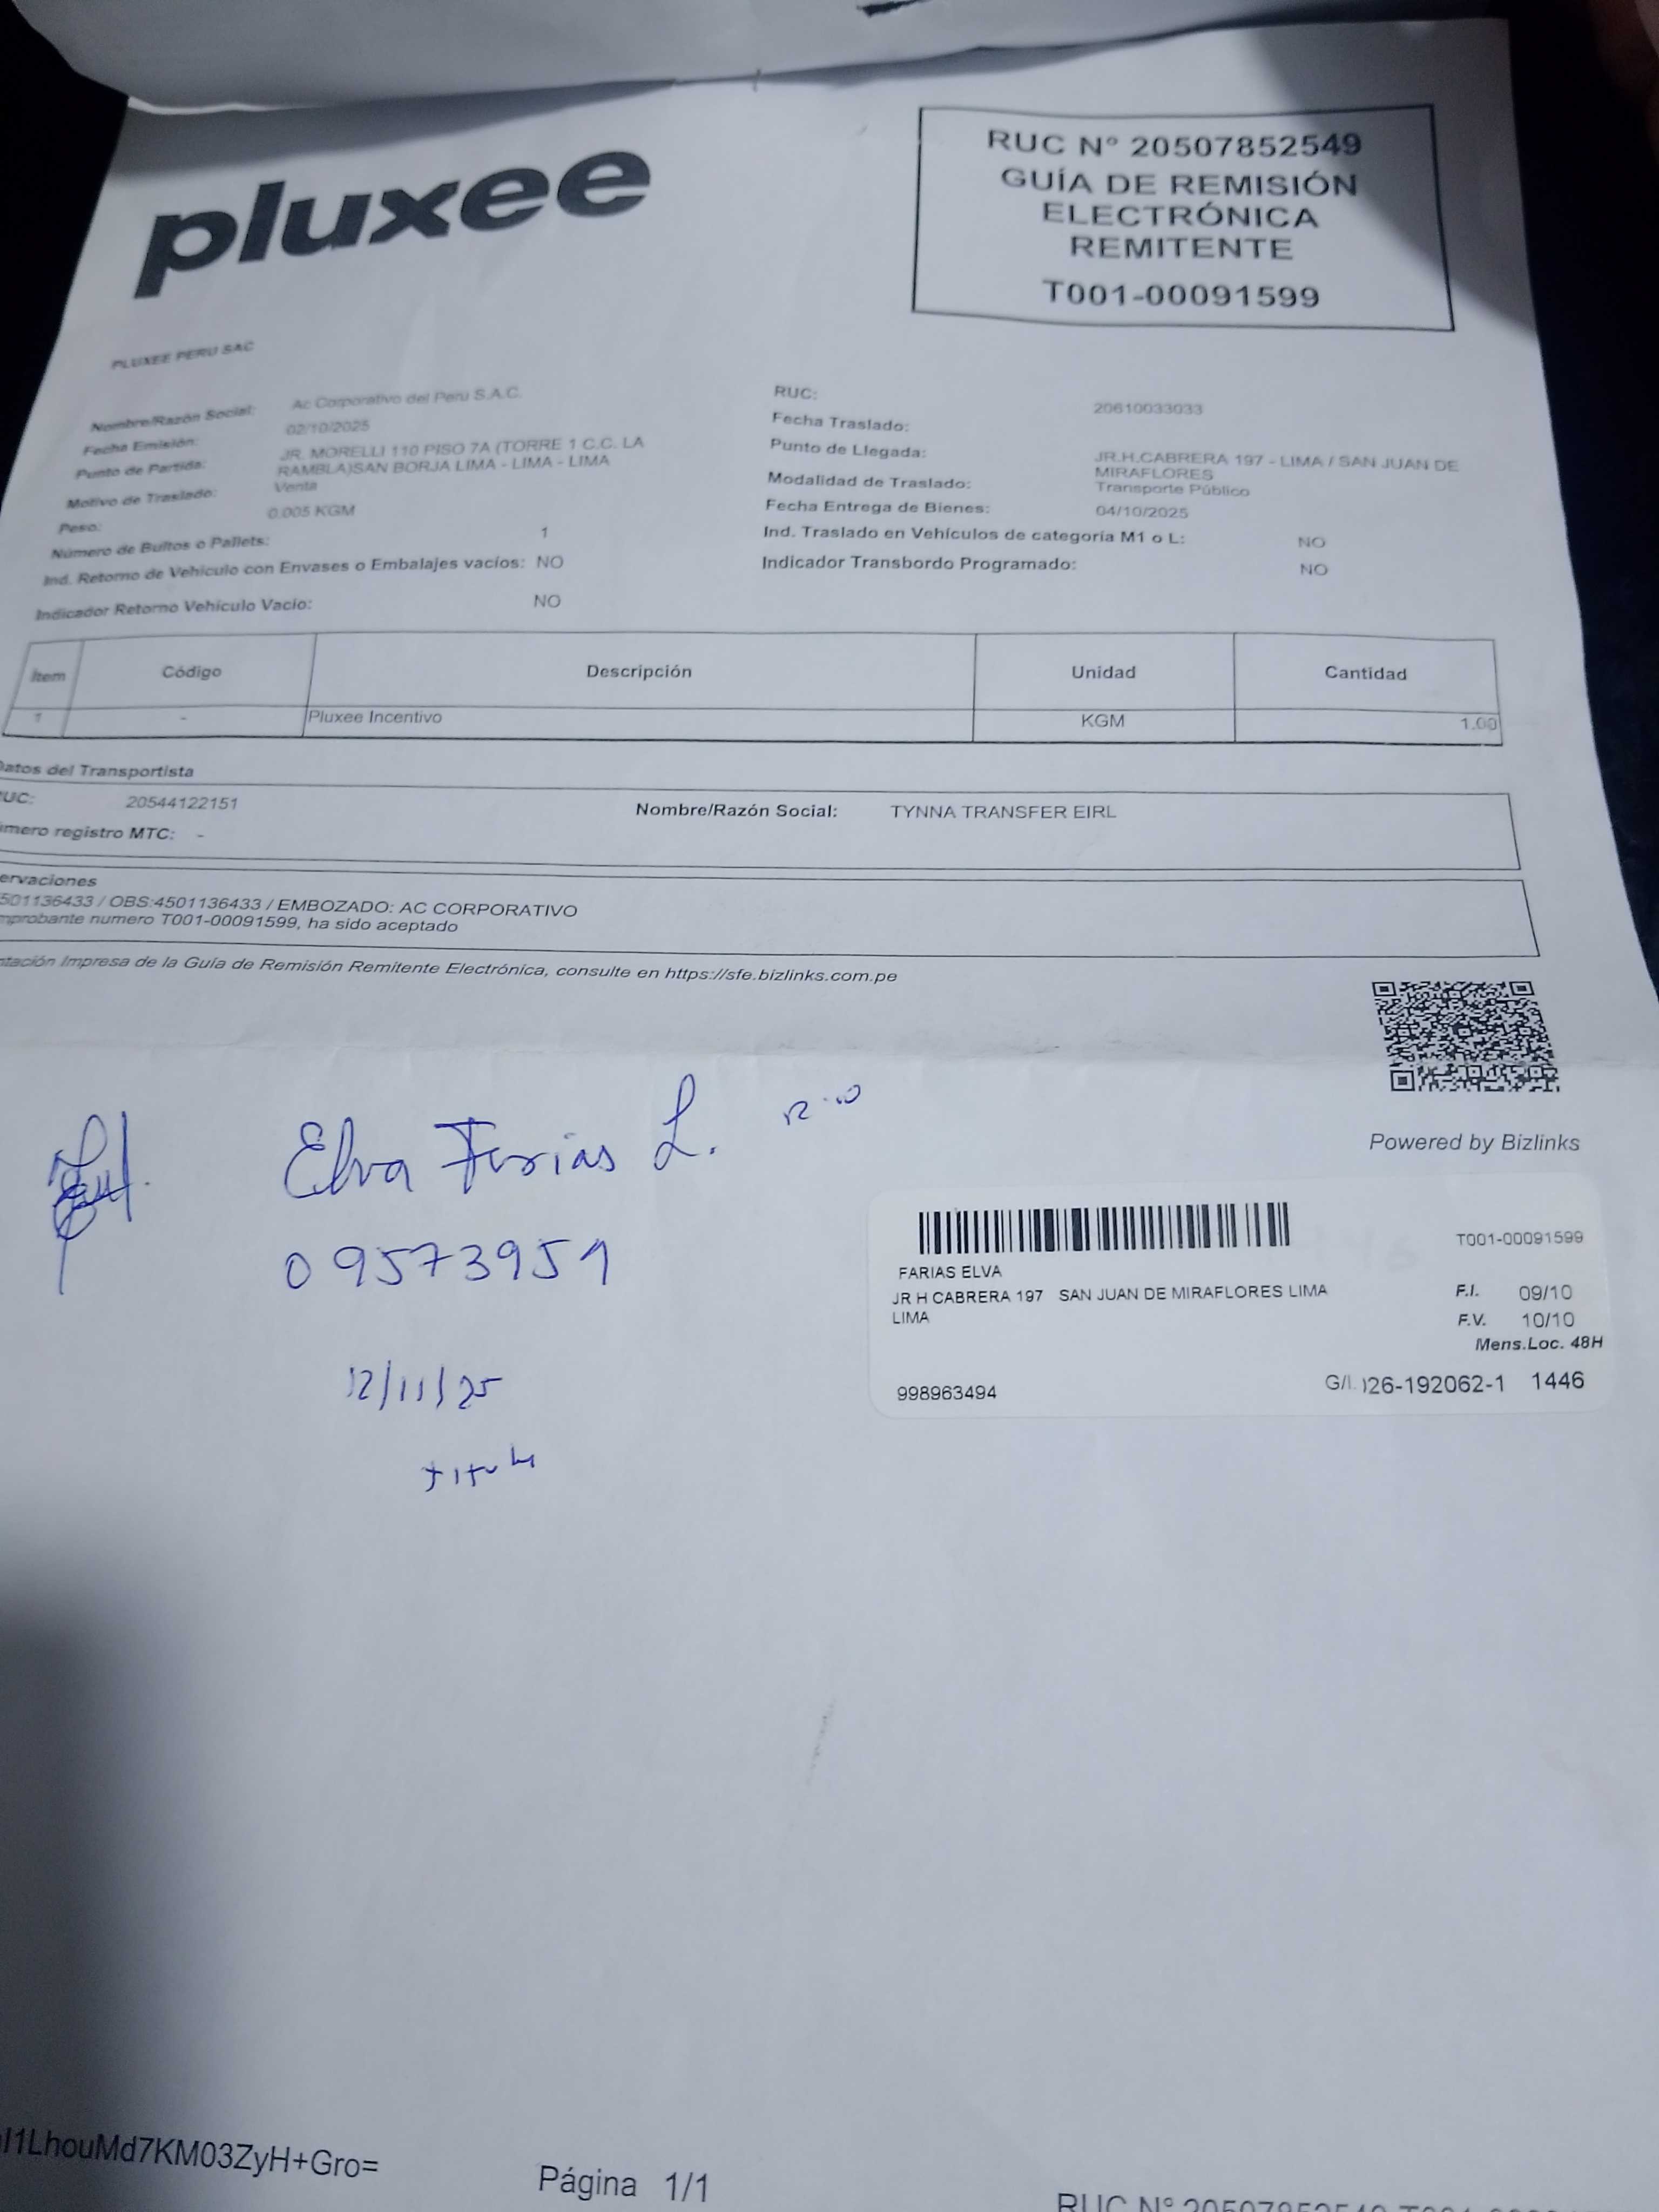 pluxee
RUC Nº 20507852549
GUÍA DE REMISIÓN
ELECTRÓNICA
REMITENTE
T001-00091599
PLUXEE PERU SAC
Nombre/Razón Social: Ac Corporativo del Peru S.A.C.
Fecha Emisión: 02/10/2025
Punto de Partida: JR. MORELLI 110 PISO 7A (TORRE 1 C.C. LA
RAMBLA)SAN BORJA LIMA - LIMA - LIMA
Motivo de Traslado: Venta
Peso: 0.005 KGM
Número de Bultos o Pallets: 1
Ind. Retorno de Vehículo con Envases o Embalajes vacíos: NO
Indicador Retorno Vehículo Vacío: NO
RUC: 20610033033
Fecha Traslado:
Punto de Llegada: JR.H.CABRERA 197 - LIMA / SAN JUAN DE
MIRAFLORES
Modalidad de Traslado: Transporte Público
Fecha Entrega de Bienes: 04/10/2025
Ind. Traslado en Vehículos de categoría M1 o L: NO
Indicador Transbordo Programado: NO
Ítem Código Descripción Unidad Cantidad
1 - Pluxee Incentivo KGM 1.00
atos del Transportista
UC: 20544122151 Nombre/Razón Social: TYNNA TRANSFER EIRL
mero registro MTC: -
ervaciones
501136433 / OBS:4501136433 / EMBOZADO: AC CORPORATIVO
mprobante numero T001-00091599, ha sido aceptado
ntación Impresa de la Guía de Remisión Remitente Electrónica, consulte en https://sfe.bizlinks.com.pe
Powered by Bizlinks
Elva Farias L.
09573951
12/11/25
T001-00091599
FARIAS ELVA
JR H CABRERA 197 SAN JUAN DE MIRAFLORES LIMA
LIMA
F.I. 09/10
F.V. 10/10
Mens.Loc. 48H
998963494
G/I. )26-192062-1 1446
I1LhouMd7KM03ZyH+Gro=
Página 1/1
RUC Nº 20507852549